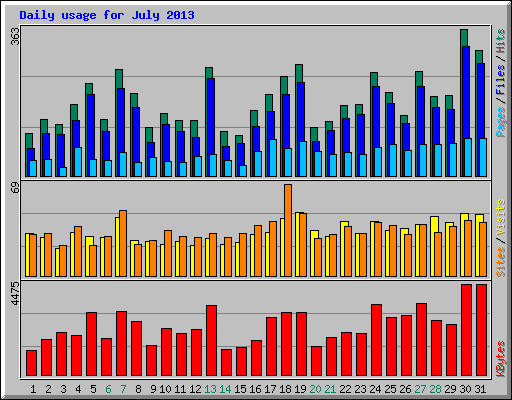 Daily usage for July 2013
363
Pages / Files / Hits
69
Sites / Visits
4475
KBytes
1 2 3 4 5 6 7 8 9 10 11 12 13 14 15 16 17 18 19 20 21 22 23 24 25 26 27 28 29 30 31